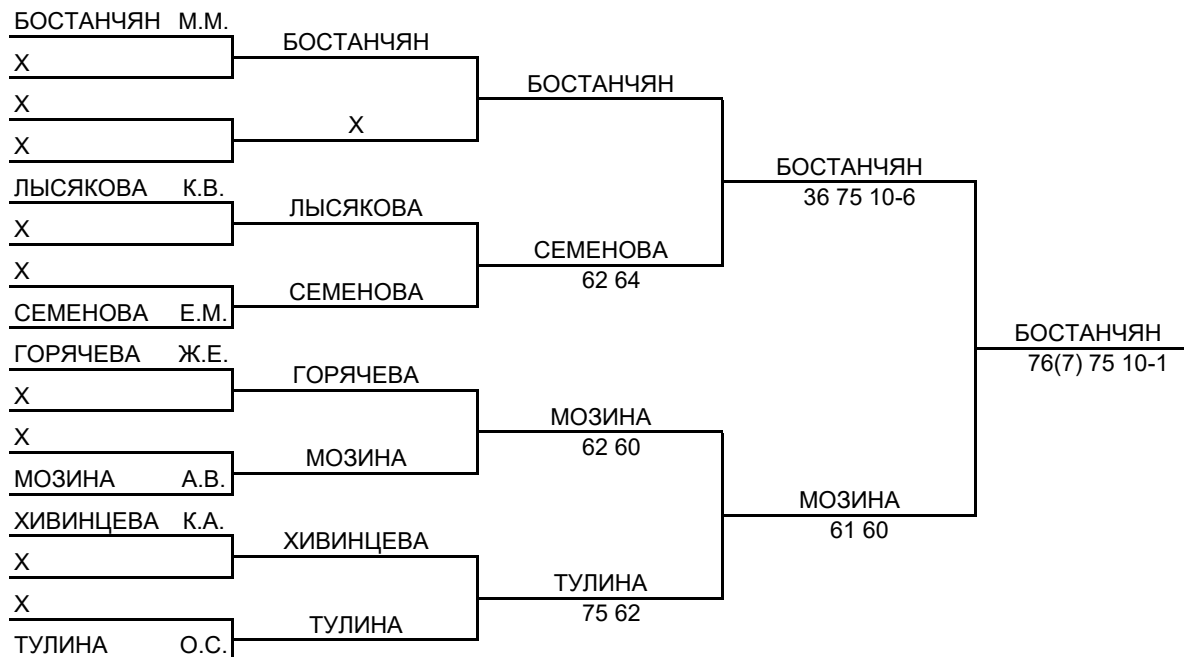 БОСТАНЧЯН М.М.
Х
Х
Х
ЛЫСЯКОВА К.В.
Х
Х
СЕМЕНОВА Е.М.
ГОРЯЧЕВА Ж.Е.
Х
Х
МОЗИНА А.В.
ХИВИНЦЕВА К.А.
Х
Х
ТУЛИНА О.С.
БОСТАНЧЯН
Х
ЛЫСЯКОВА
СЕМЕНОВА
ГОРЯЧЕВА
МОЗИНА
ХИВИНЦЕВА
ТУЛИНА
БОСТАНЧЯН
СЕМЕНОВА
62 64
МОЗИНА
62 60
ТУЛИНА
75 62
БОСТАНЧЯН
36 75 10-6
МОЗИНА
61 60
БОСТАНЧЯН
76(7) 75 10-1